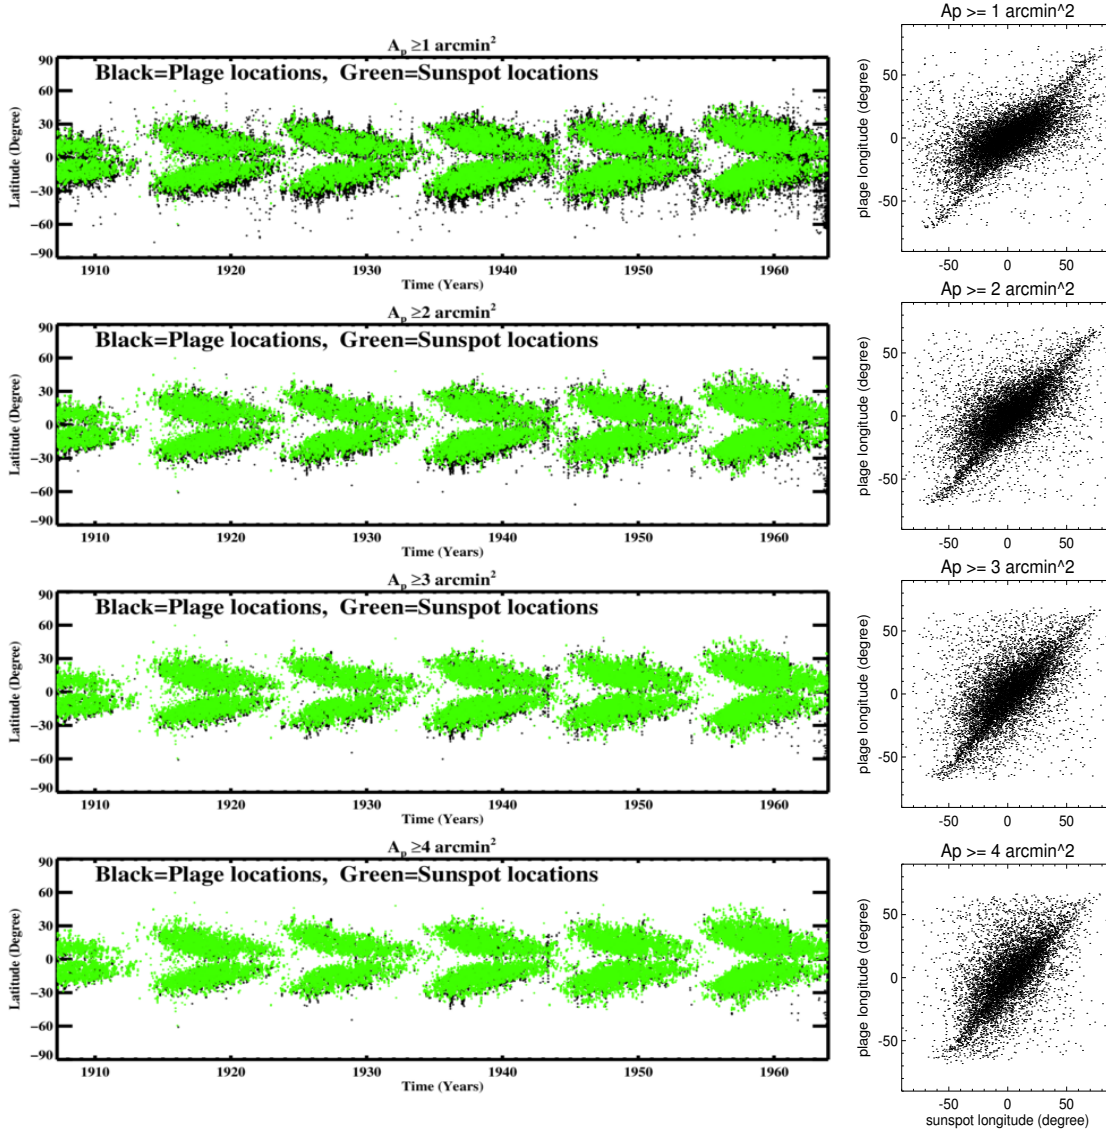 A_p ≥1 arcmin^2
Black=Plage locations, Green=Sunspot locations
90
60
30
0
−30
−60
−90
Latitude (Degree)
1910 1920 1930 1940 1950 1960
Time (Years)
Ap >= 1 arcmin^2
plage longitude (degree)
50
0
-50
-50 0 50
A_p ≥2 arcmin^2
Black=Plage locations, Green=Sunspot locations
90
60
30
0
−30
−60
−90
Latitude (Degree)
1910 1920 1930 1940 1950 1960
Time (Years)
Ap >= 2 arcmin^2
plage longitude (degree)
50
0
-50
-50 0 50
A_p ≥3 arcmin^2
Black=Plage locations, Green=Sunspot locations
90
60
30
0
−30
−60
−90
Latitude (Degree)
1910 1920 1930 1940 1950 1960
Time (Years)
Ap >= 3 arcmin^2
plage longitude (degree)
50
0
-50
-50 0 50
A_p ≥4 arcmin^2
Black=Plage locations, Green=Sunspot locations
90
60
30
0
−30
−60
−90
Latitude (Degree)
1910 1920 1930 1940 1950 1960
Time (Years)
Ap >= 4 arcmin^2
plage longitude (degree)
50
0
-50
-50 0 50
sunspot longitude (degree)